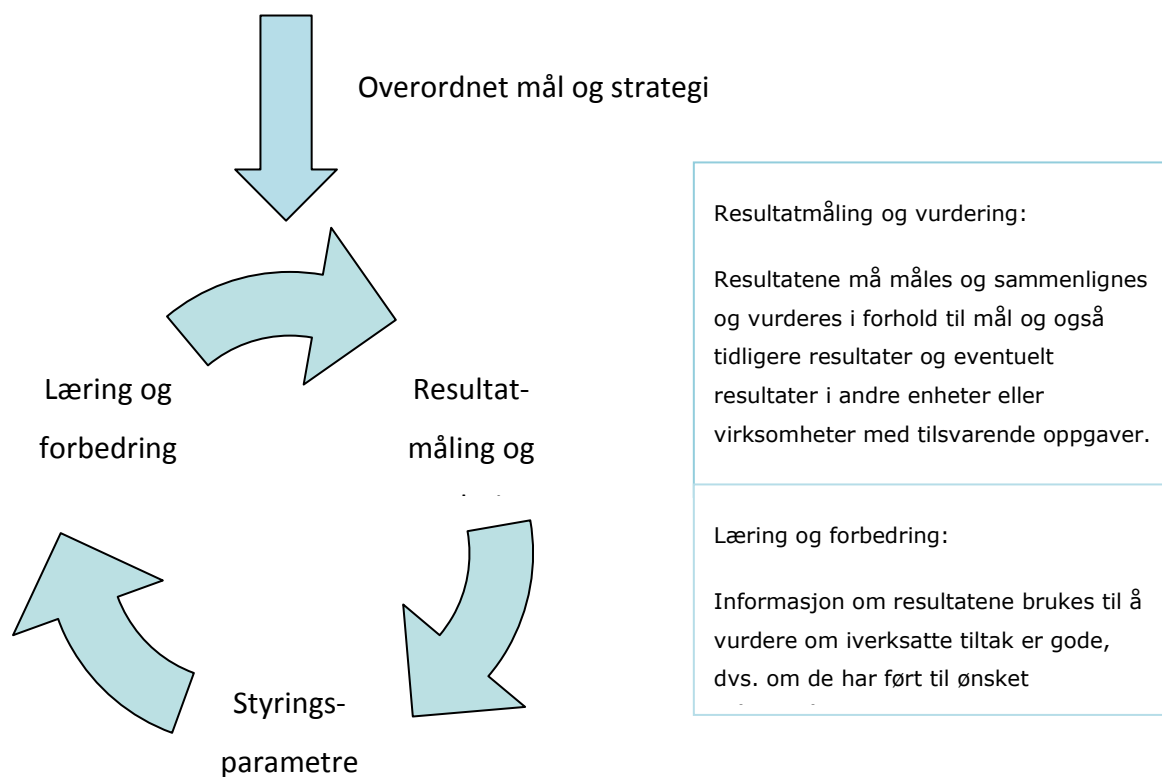 Overordnet mål og strategi
Læring og
forbedring
Resultat-
måling og
Styrings-
parametre
Resultatmåling og vurdering:
Resultatene må måles og sammenlignes
og vurderes i forhold til mål og også
tidligere resultater og eventuelt
resultater i andre enheter eller
virksomheter med tilsvarende oppgaver.
Læring og forbedring:
Informasjon om resultatene brukes til å
vurdere om iverksatte tiltak er gode,
dvs. om de har ført til ønsket